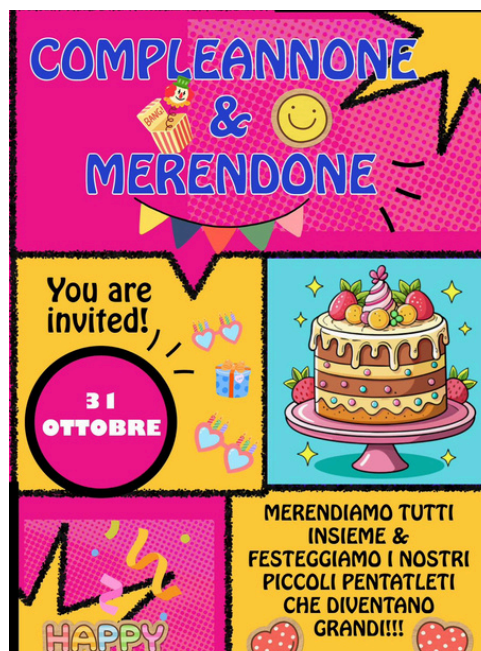 COMPLEANNONE
&
MERENDONE
BANG!
You are
invited!
31
OTTOBRE
MERENDIAMO TUTTI
INSIEME &
FESTEGGIAMO I NOSTRI
PICCOLI PENTATLETI
CHE DIVENTANO
GRANDI!!!
HAPPY